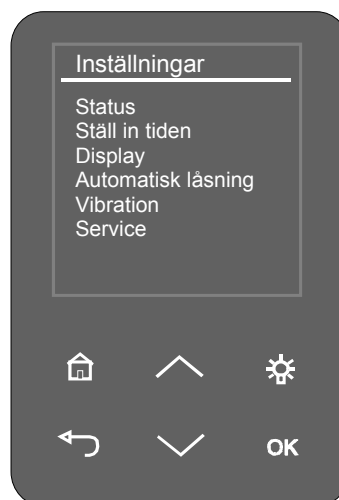 Inställningar
Status
Ställ in tiden
Display
Automatisk låsning
Vibration
Service
OK